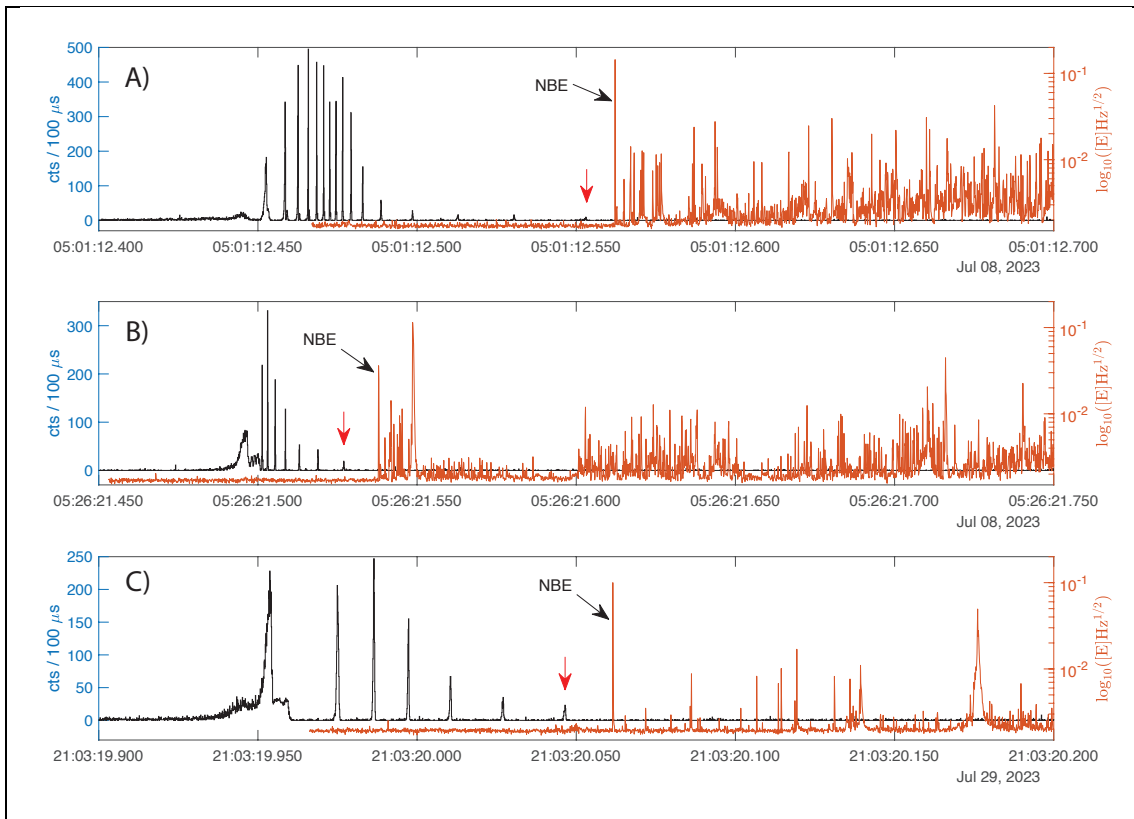 A)
NBE
cts / 100 μs
500
400
300
200
100
0
10^-1
10^-2
log10([E]Hz^1/2)
05:01:12.400 05:01:12.450 05:01:12.500 05:01:12.550 05:01:12.600 05:01:12.650 05:01:12.700
Jul 08, 2023
B)
NBE
cts / 100 μs
300
200
100
0
10^-1
10^-2
log10([E]Hz^1/2)
05:26:21.450 05:26:21.500 05:26:21.550 05:26:21.600 05:26:21.650 05:26:21.700 05:26:21.750
Jul 08, 2023
C)
NBE
cts / 100 μs
250
200
150
100
50
0
10^-1
10^-2
log10([E]Hz^1/2)
21:03:19.900 21:03:19.950 21:03:20.000 21:03:20.050 21:03:20.100 21:03:20.150 21:03:20.200
Jul 29, 2023